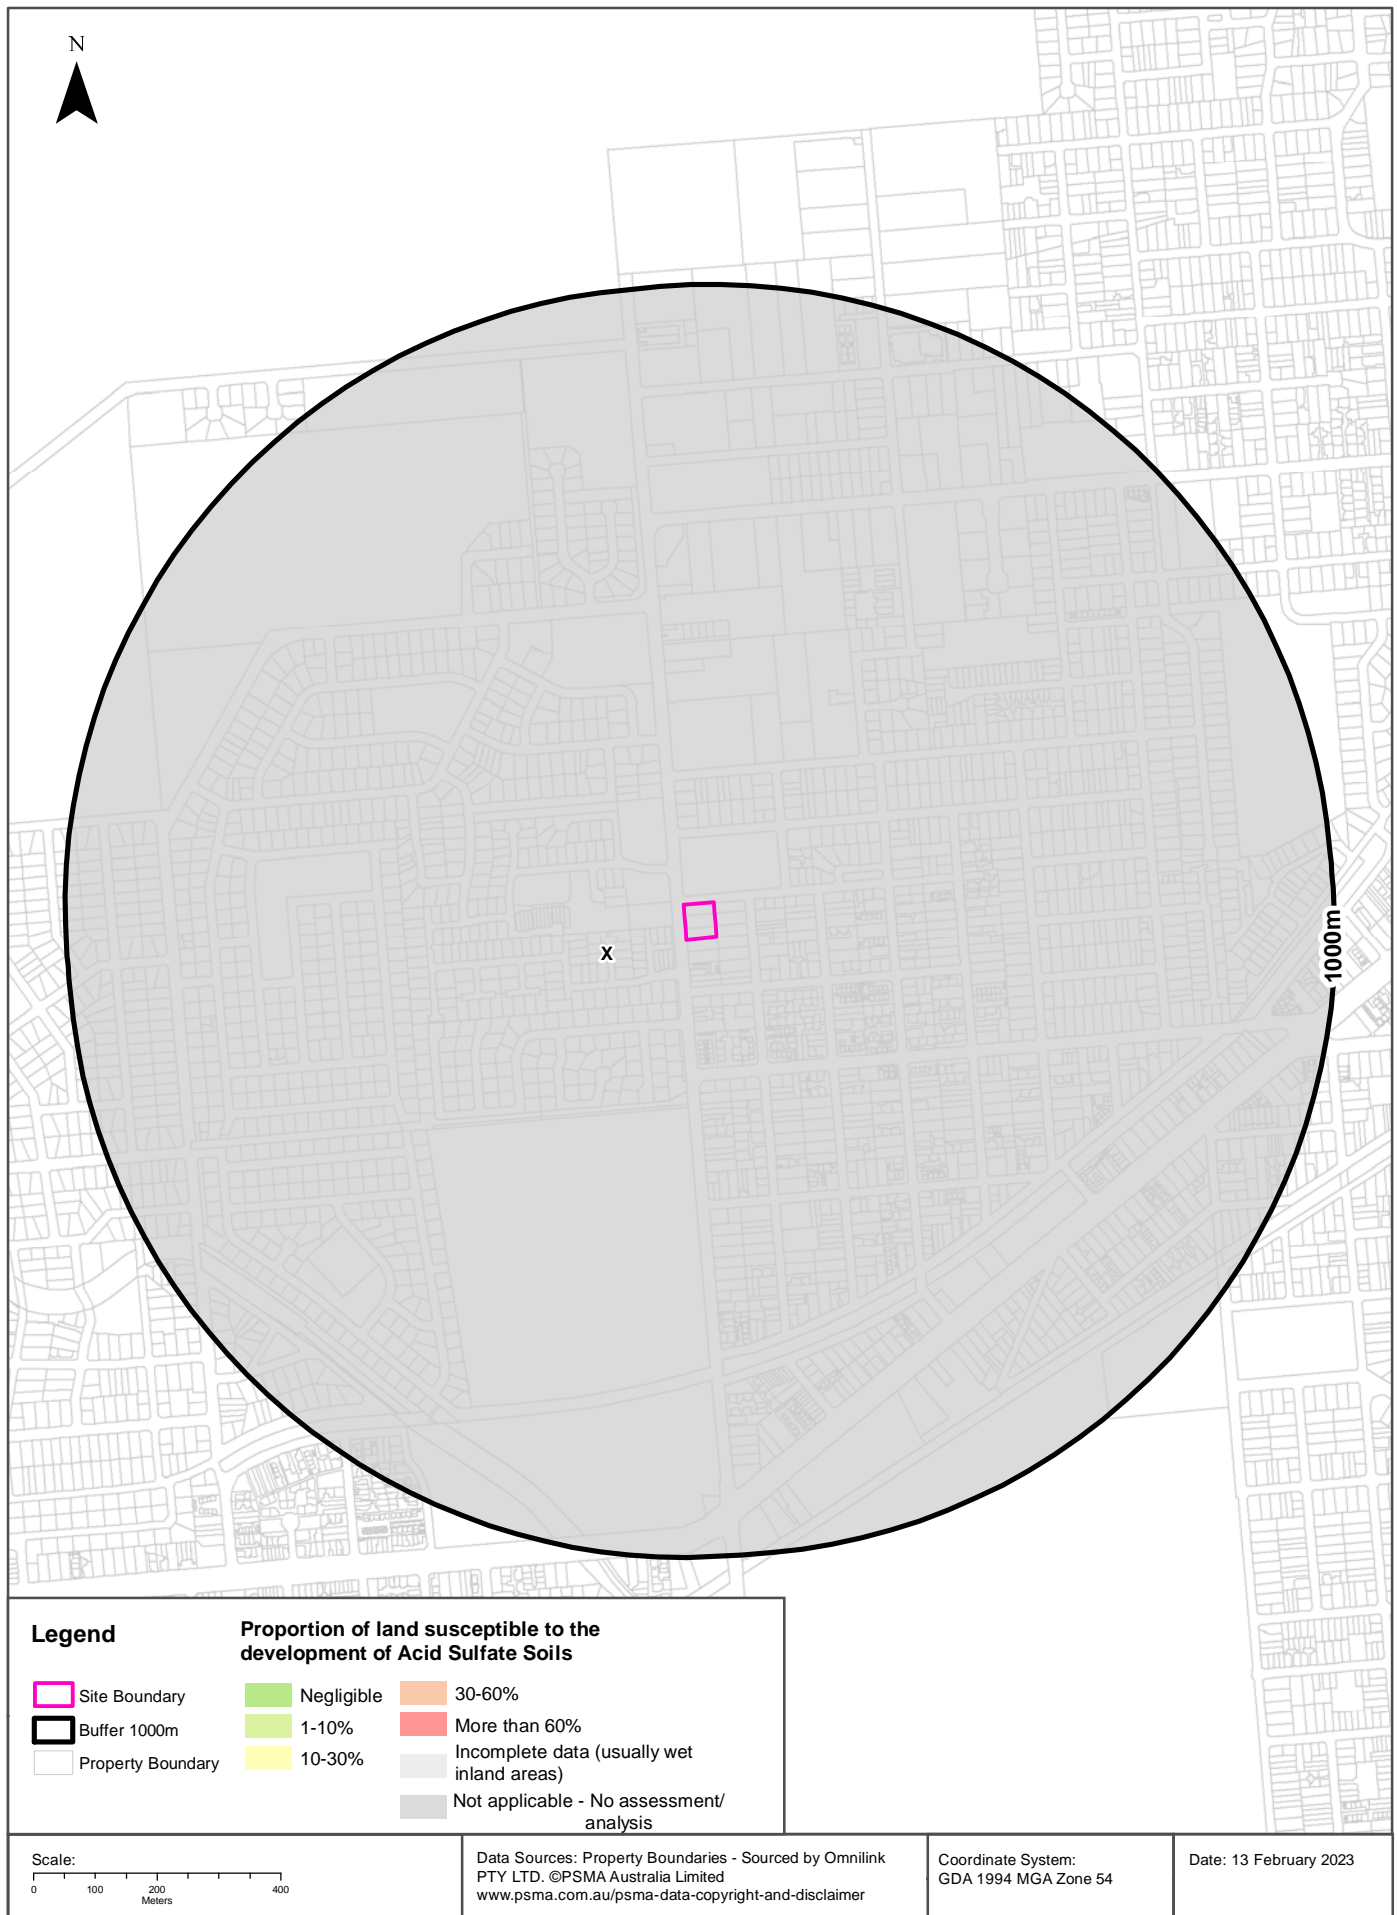 N
X
1000m
Legend
Proportion of land susceptible to the
development of Acid Sulfate Soils
Site Boundary
Buffer 1000m
Property Boundary
Negligible
1-10%
10-30%
30-60%
More than 60%
Incomplete data (usually wet
inland areas)
Not applicable - No assessment/
analysis
Scale:
0 100 200 400
Meters
Data Sources: Property Boundaries - Sourced by Omnilink
PTY LTD. ©PSMA Australia Limited
www.psma.com.au/psma-data-copyright-and-disclaimer
Coordinate System:
GDA 1994 MGA Zone 54
Date: 13 February 2023